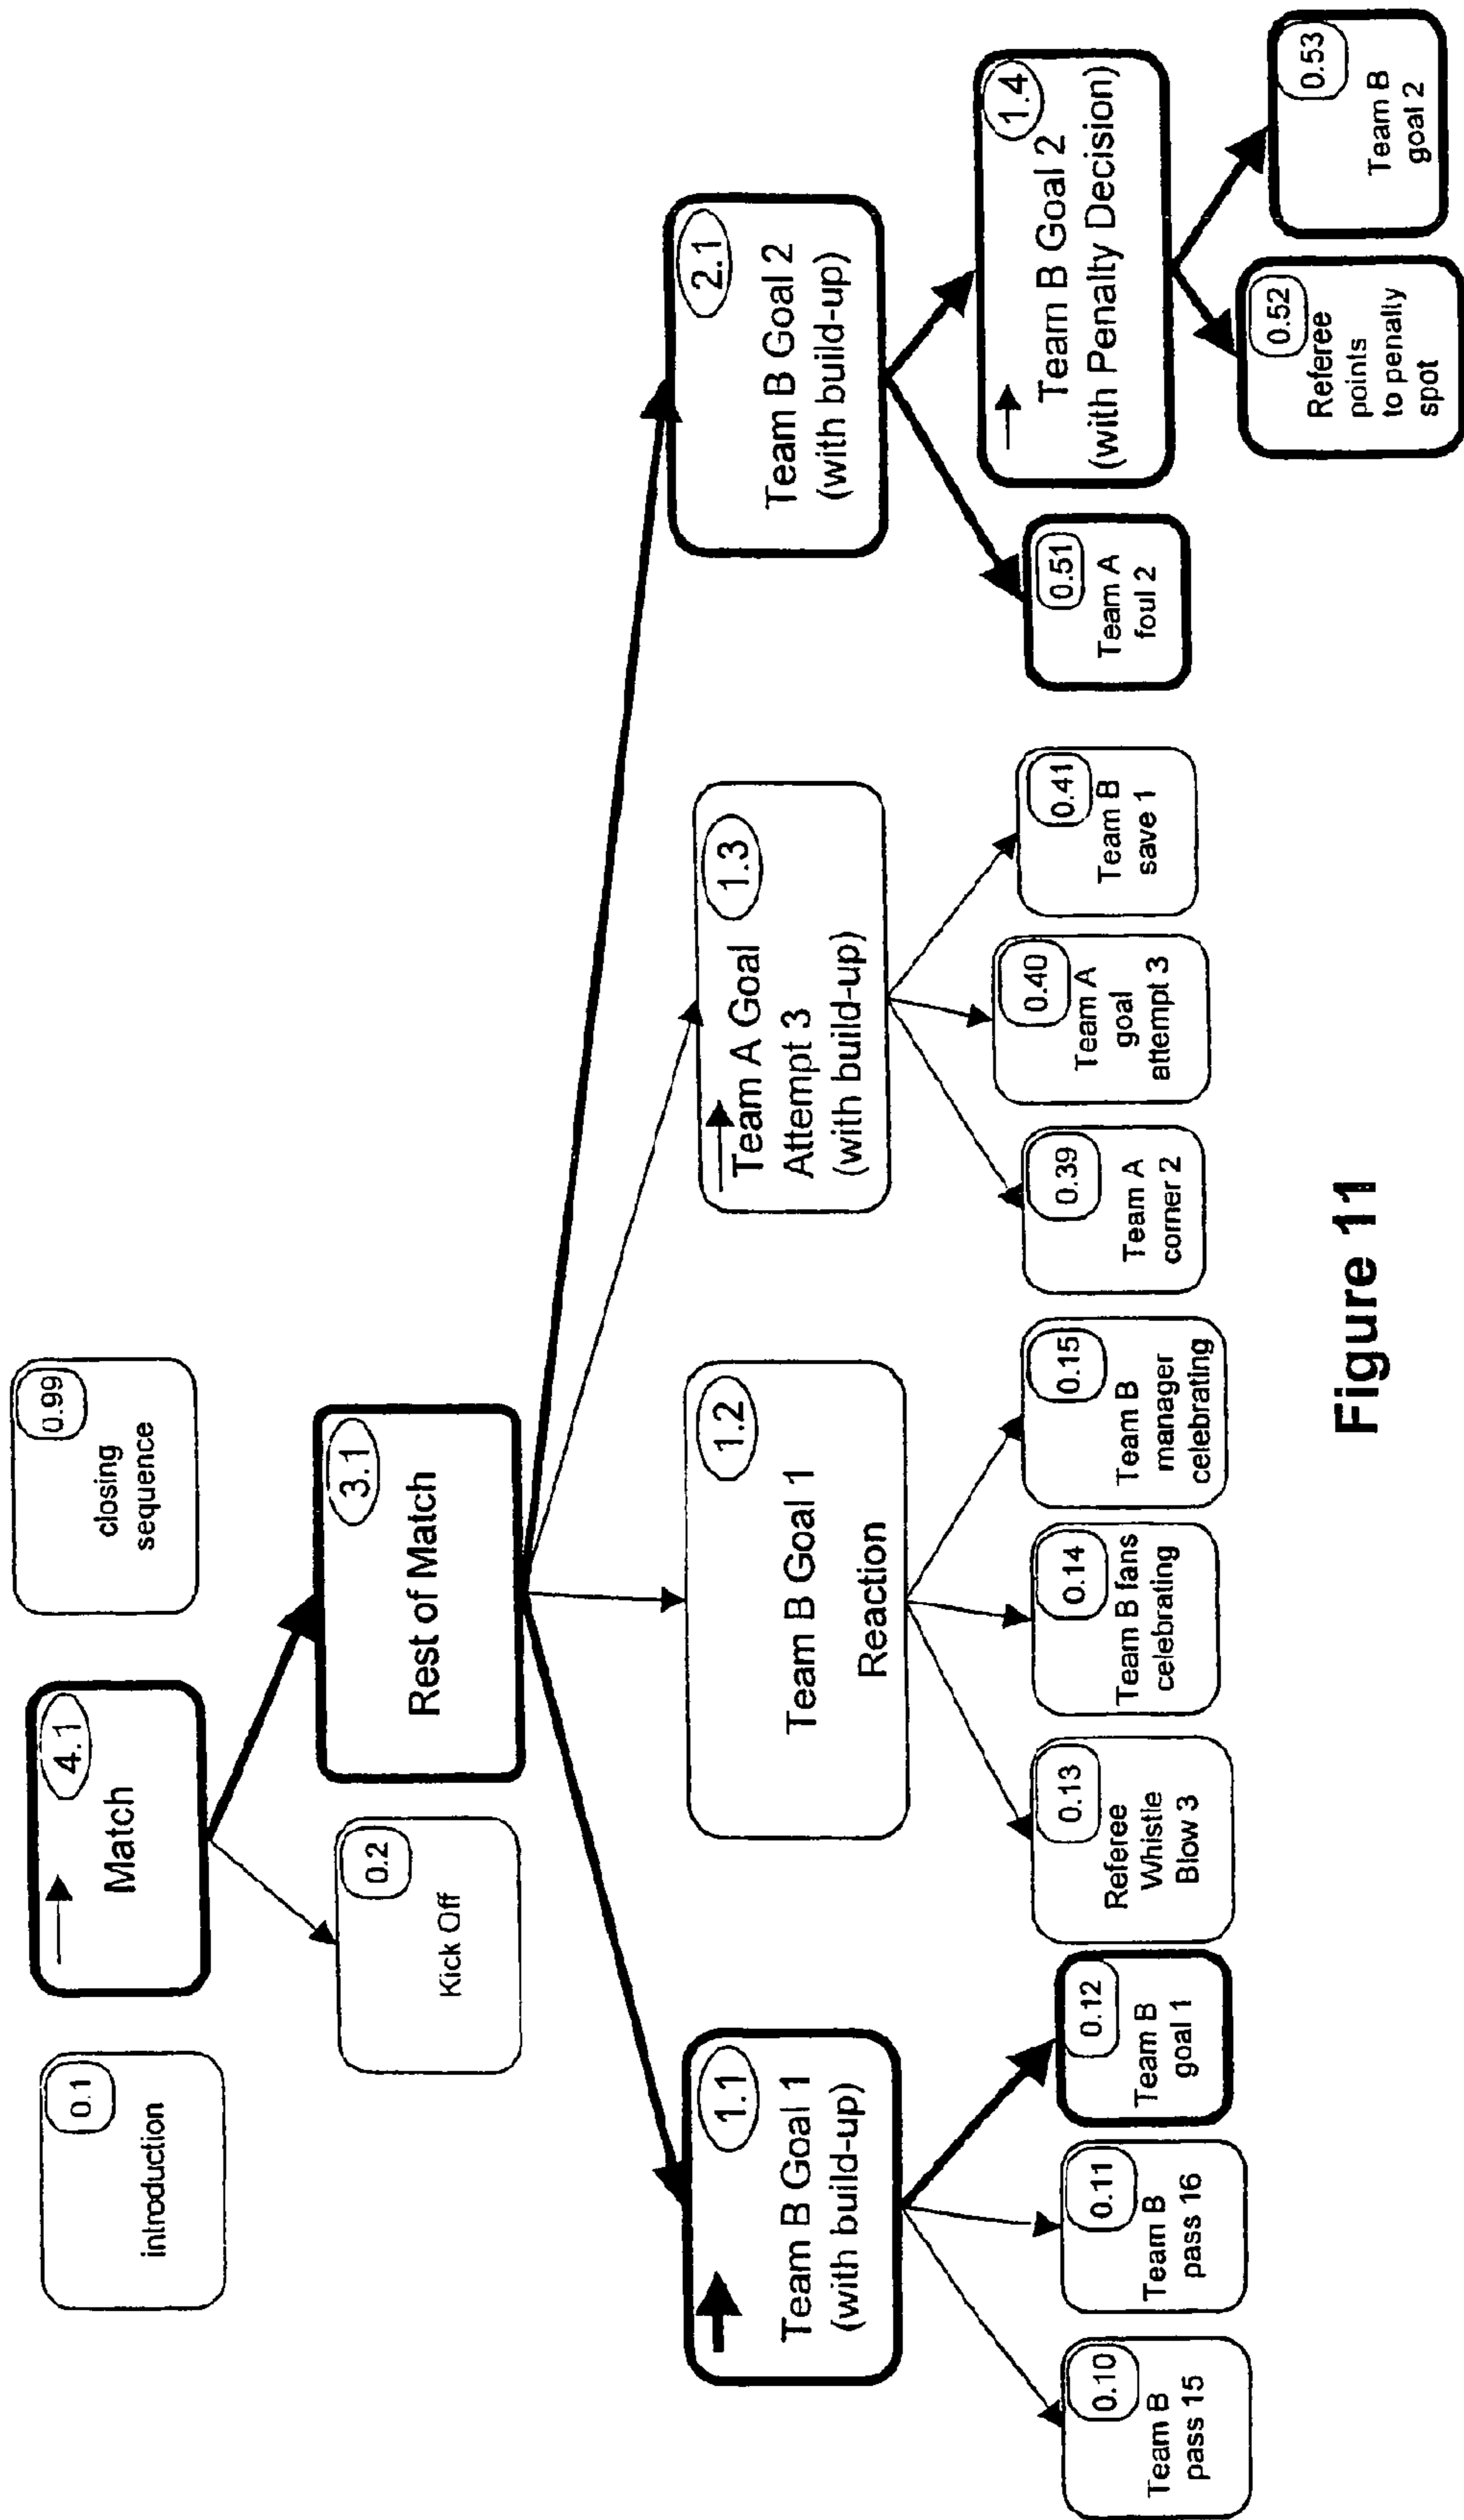 0.1
introduction
4.1
Match
0.99
closing
sequence
0.2
Kick Off
3.1
Rest of Match
1.1
Team B Goal 1
(with build-up)
1.2
Team B Goal 1
Reaction
1.3
Team A Goal
Attempt 3
(with build-up)
2.1
Team B Goal 2
(with build-up)
0.10
Team B
pass 15
0.11
Team B
pass 16
0.12
Team B
goal 1
0.13
Referee
Whistle
Blow 3
0.14
Team B fans
celebrating
0.15
Team B
manager
celebrating
0.39
Team A
corner 2
0.40
Team A
goal
attempt 3
0.41
Team B
save 1
0.51
Team A
foul 2
1.4
Team B Goal 2
(with Penalty Decision)
0.52
Referee
points
to penalty
spot
0.53
Team B
goal 2
Figure 11